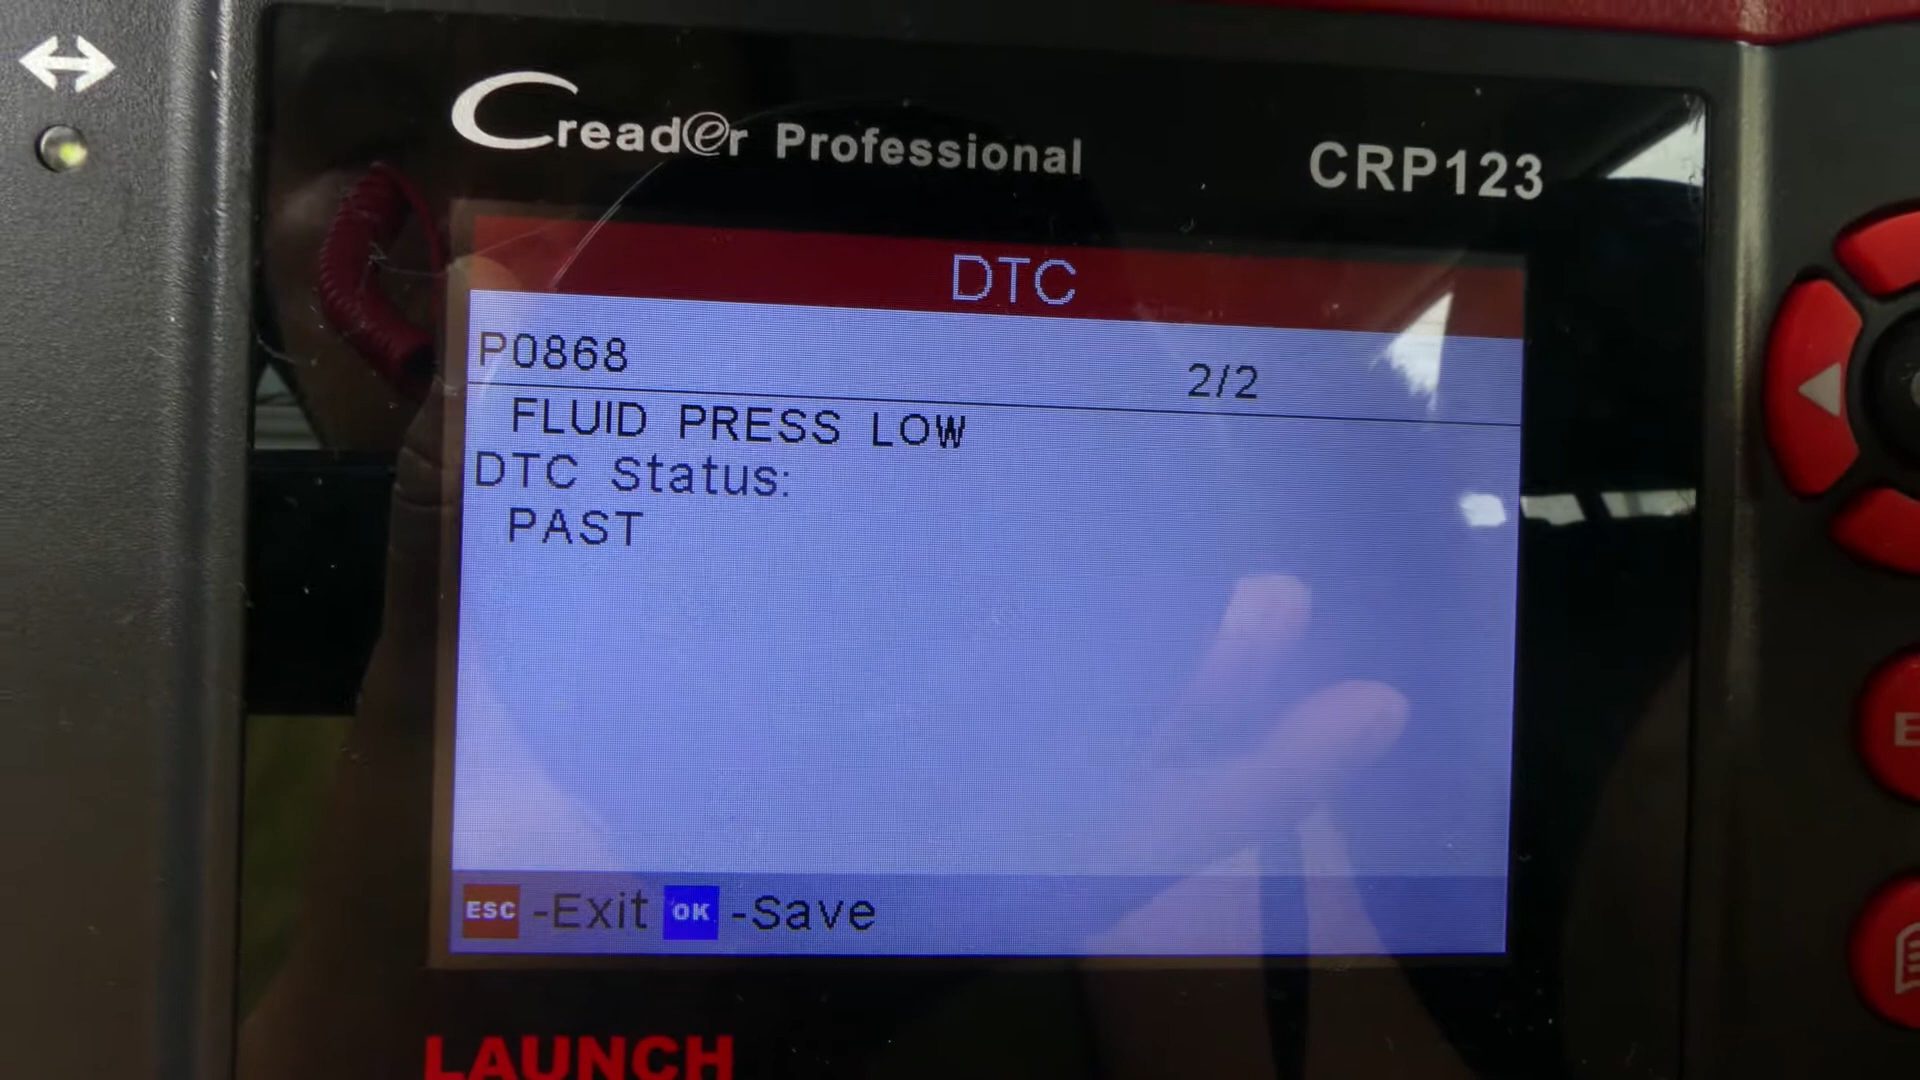 Creader Professional CRP123
DTC
P0868 2/2
FLUID PRESS LOW
DTC Status:
PAST
ESC -Exit OK -Save
LAUNCH